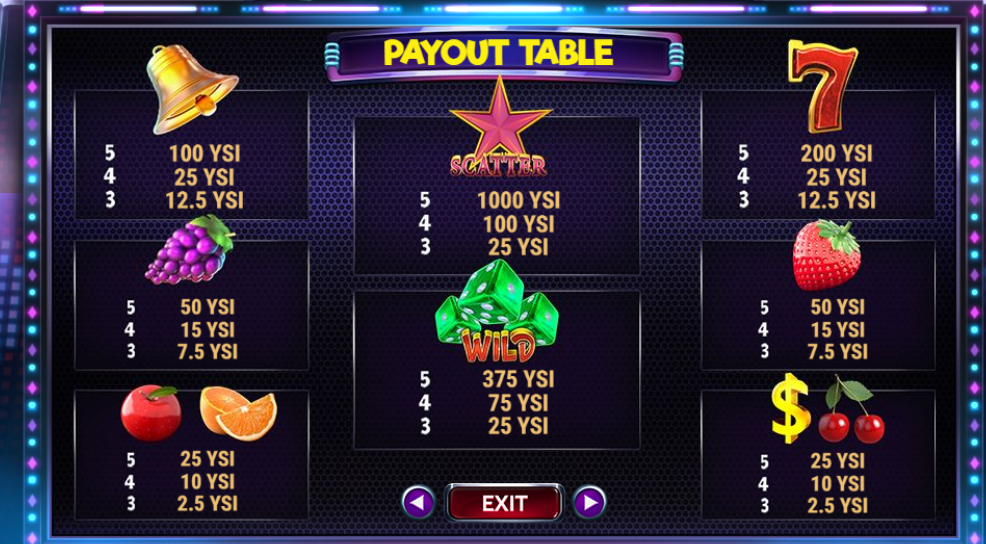 PAYOUT TABLE
5 100 YSI
4 25 YSI
3 12.5 YSI
SCATTER
5 1000 YSI
4 100 YSI
3 25 YSI
7
5 200 YSI
4 25 YSI
3 12.5 YSI
5 50 YSI
4 15 YSI
3 7.5 YSI
WILD
5 375 YSI
4 75 YSI
3 25 YSI
5 50 YSI
4 15 YSI
3 7.5 YSI
5 25 YSI
4 10 YSI
3 2.5 YSI
$
5 25 YSI
4 10 YSI
3 2.5 YSI
EXIT